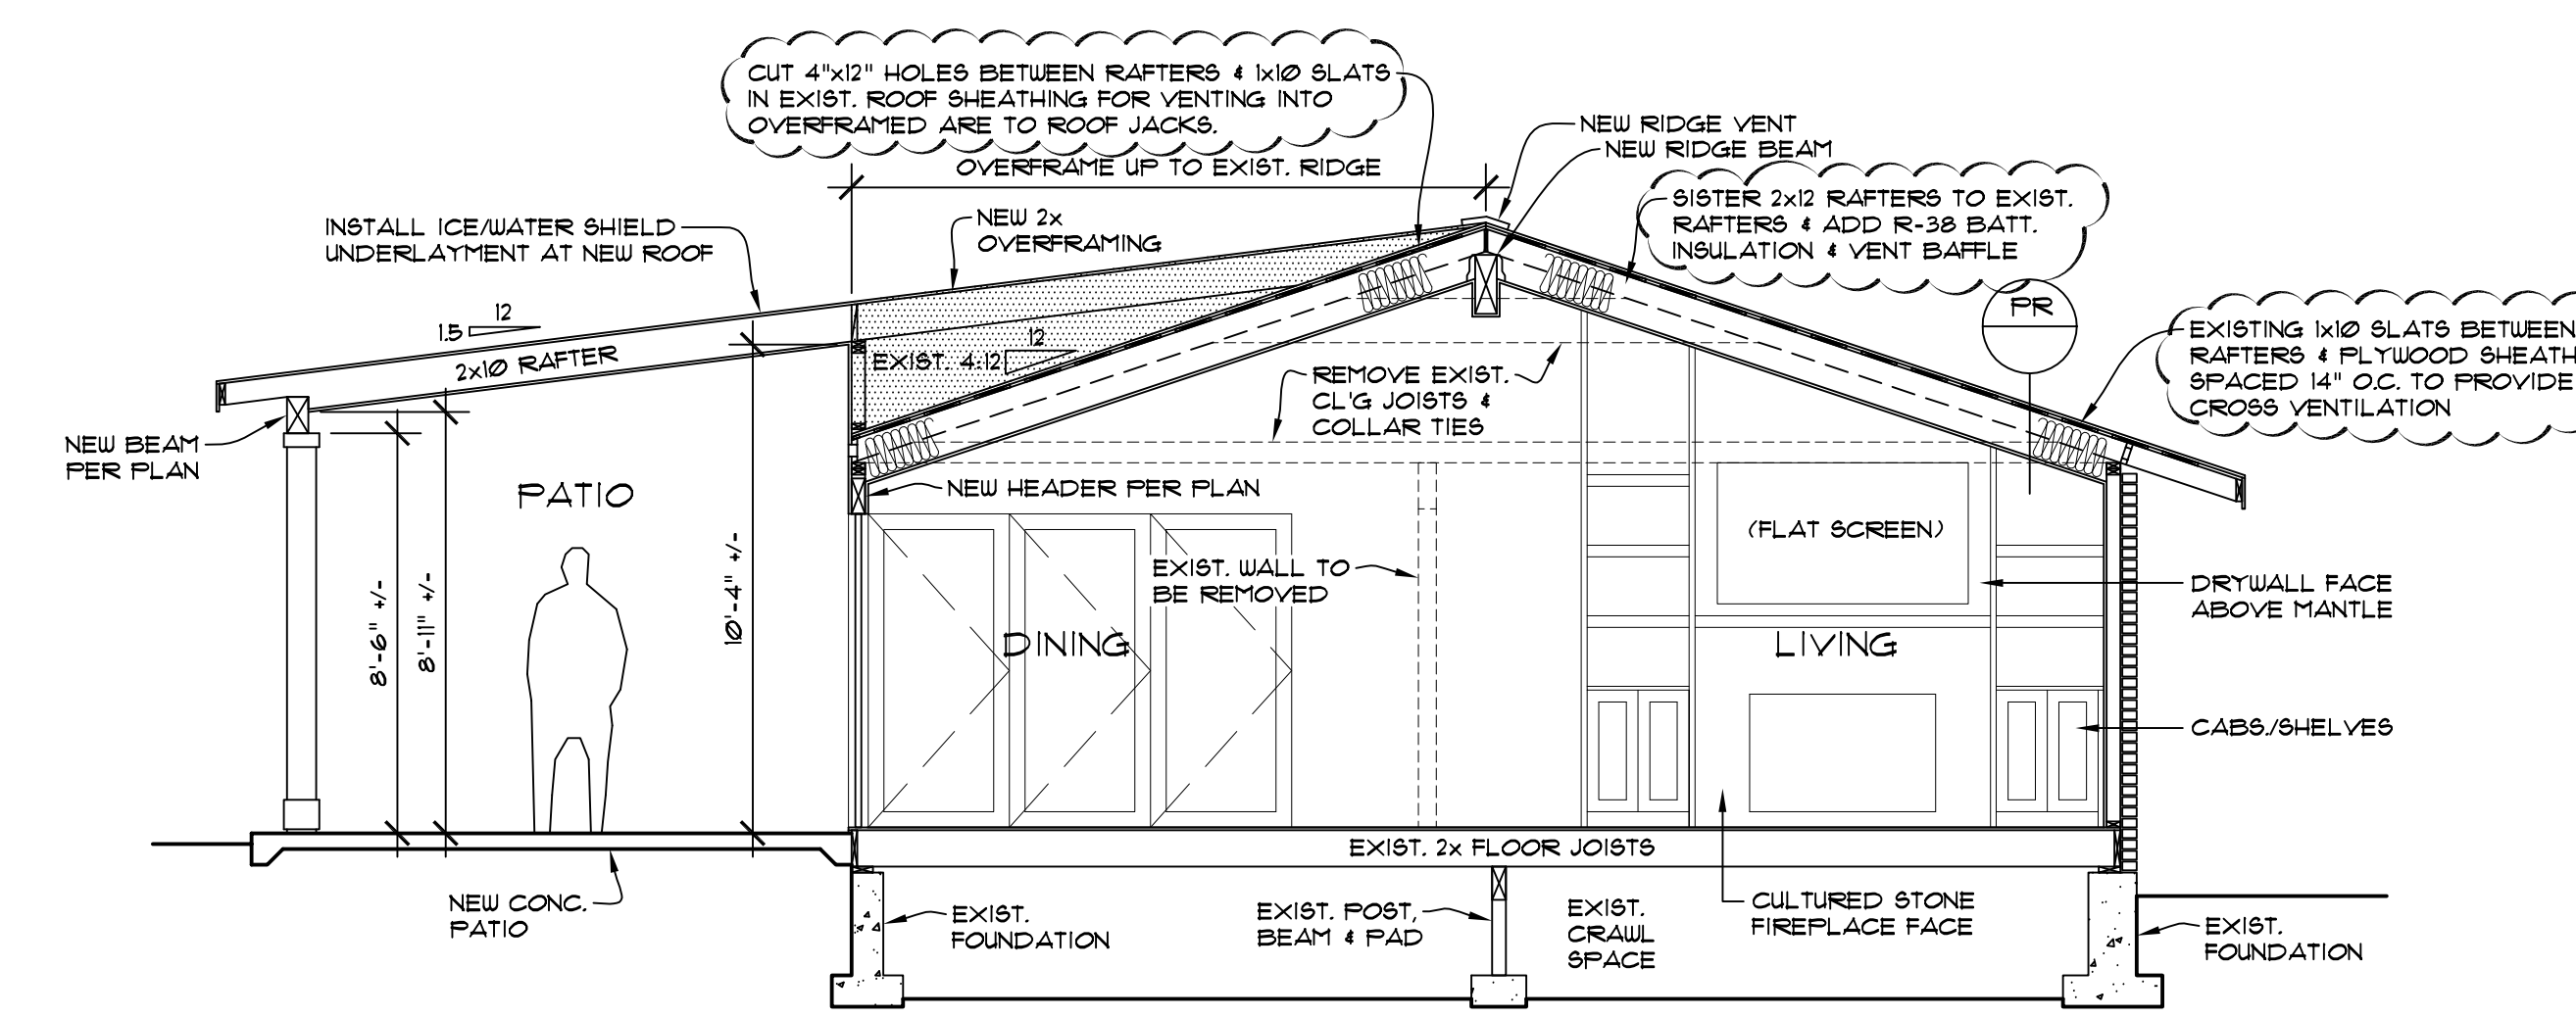 CUT 4"x12" HOLES BETWEEN RAFTERS & 1x10 SLATS
IN EXIST. ROOF SHEATHING FOR VENTING INTO
OVERFRAMED ARE TO ROOF JACKS.
OVERFRAME UP TO EXIST. RIDGE
NEW RIDGE VENT
NEW RIDGE BEAM
SISTER 2x12 RAFTERS TO EXIST.
RAFTERS & ADD R-38 BATT.
INSULATION & VENT BAFFLE
INSTALL ICE/WATER SHIELD
UNDERLAYMENT AT NEW ROOF
NEW 2x
OVERFRAMING
PR
EXISTING 1x10 SLATS BETWEEN
RAFTERS & PLYWOOD SHEATH
SPACED 14" O.C. TO PROVIDE
CROSS VENTILATION
12
1.5
2x10 RAFTER
12
EXIST. 4:12
REMOVE EXIST.
CL'G JOISTS &
COLLAR TIES
NEW BEAM
PER PLAN
PATIO
NEW HEADER PER PLAN
(FLAT SCREEN)
EXIST. WALL TO
BE REMOVED
DRYWALL FACE
ABOVE MANTLE
8'-6" +/-
8'-11" +/-
10'-4" +/-
DINING
LIVING
CABS./SHELVES
EXIST. 2x FLOOR JOISTS
NEW CONC.
PATIO
EXIST.
FOUNDATION
EXIST. POST,
BEAM & PAD
EXIST.
CRAWL
SPACE
CULTURED STONE
FIREPLACE FACE
EXIST.
FOUNDATION